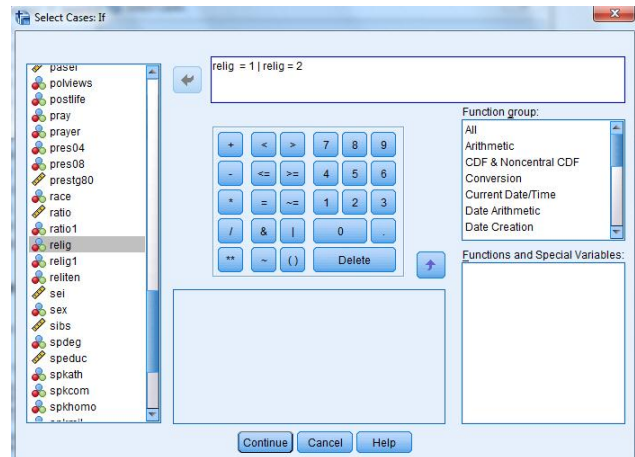 Select Cases: If
relig = 1 | relig = 2
polviews
postlife
pray
prayer
pres04
pres08
prestg80
race
ratio
ratio1
relig
relig1
reliten
sei
sex
sibs
spdeg
speduc
spkath
spkcom
spkhomo
+ < > 7 8 9
- <= >= 4 5 6
* = ~= 1 2 3
/ & | 0 .
** ~ ( ) Delete
Function group:
All
Arithmetic
CDF & Noncentral CDF
Conversion
Current Date/Time
Date Arithmetic
Date Creation
Functions and Special Variables:
Continue Cancel Help